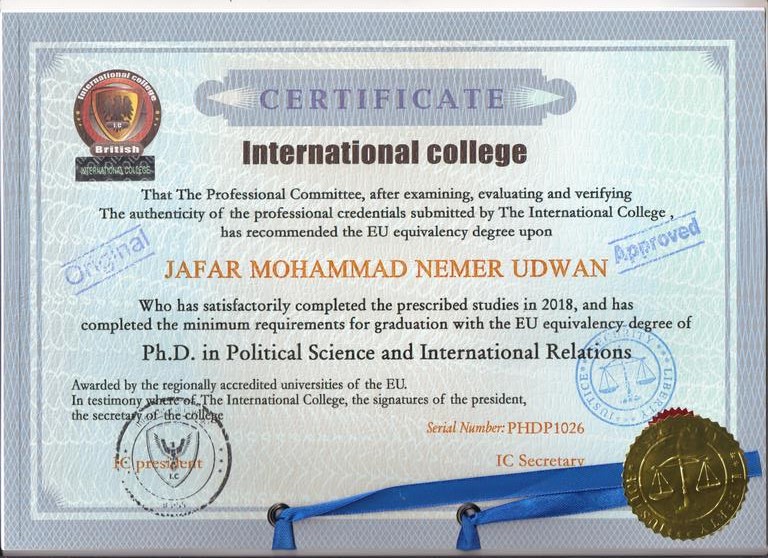 International college
I.C
British
INTERNATIONAL COLLEGE
CERTIFICATE
International college
That The Professional Committee, after examining, evaluating and verifying
The authenticity of the professional credentials submitted by The International College ,
has recommended the EU equivalency degree upon
Original
Approved
JAFAR MOHAMMAD NEMER UDWAN
Who has satisfactorily completed the prescribed studies in 2018, and has
completed the minimum requirements for graduation with the EU equivalency degree of
Ph.D. in Political Science and International Relations
Awarded by the regionally accredited universities of the EU.
In testimony where of The International College, the signatures of the president,
the secretary of the college
SECURITY
LIBERTY
JUSTICE
Serial Number: PHDP1026
IC president
I.C
IC Secretary